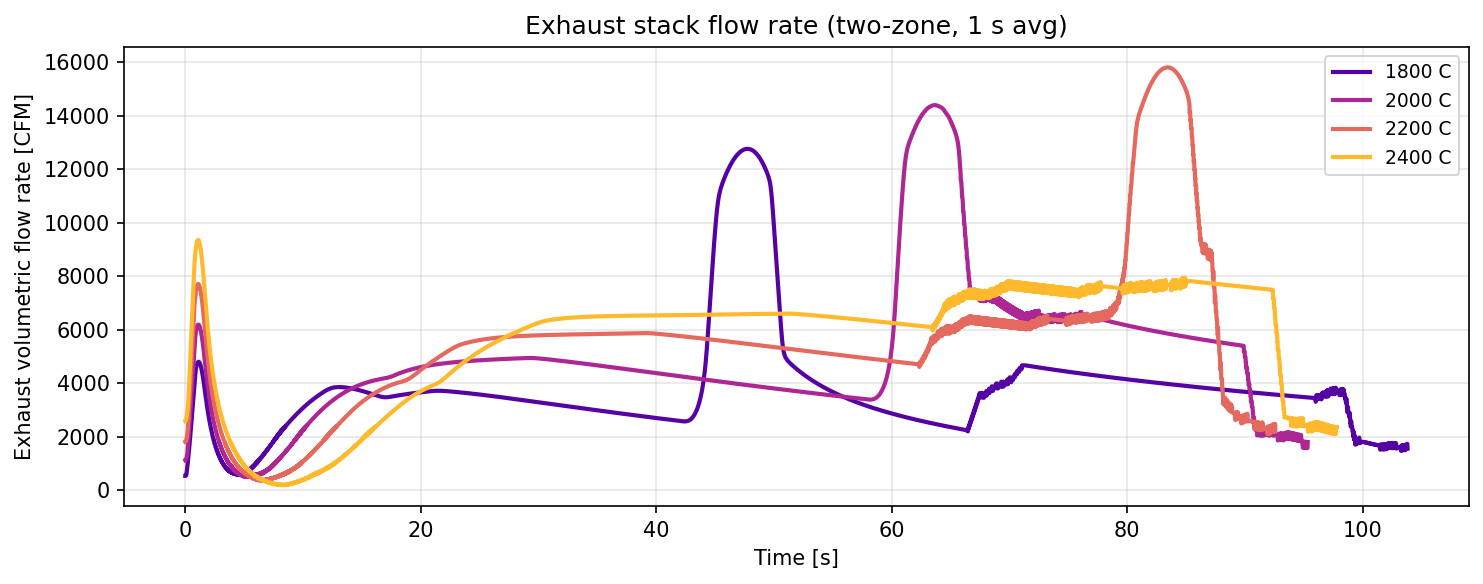 Exhaust stack flow rate (two-zone, 1 s avg)
Exhaust volumetric flow rate [CFM]
16000
14000
12000
10000
8000
6000
4000
2000
0
1800 C
2000 C
2200 C
2400 C
0 20 40 60 80 100
Time [s]